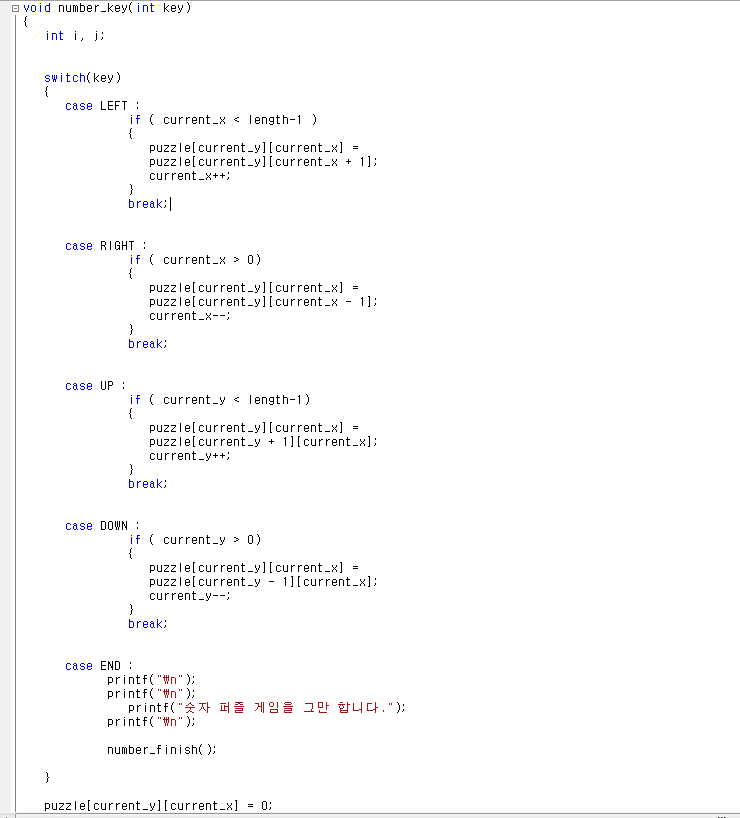 void number_key(int key)
{
int i, j;
switch(key)
{
case LEFT :
if ( current_x < length-1 )
{
puzzle[current_y][current_x] =
puzzle[current_y][current_x + 1];
current_x++;
}
break;
case RIGHT :
if ( current_x > 0)
{
puzzle[current_y][current_x] =
puzzle[current_y][current_x - 1];
current_x--;
}
break;
case UP :
if ( current_y < length-1)
{
puzzle[current_y][current_x] =
puzzle[current_y + 1][current_x];
current_y++;
}
break;
case DOWN :
if ( current_y > 0)
{
puzzle[current_y][current_x] =
puzzle[current_y - 1][current_x];
current_y--;
}
break;
case END :
printf("₩n");
printf("₩n");
printf("숫자 퍼즐 게임을 그만 합니다.");
printf("₩n");
number_finish();
}
puzzle[current_y][current_x] = 0;